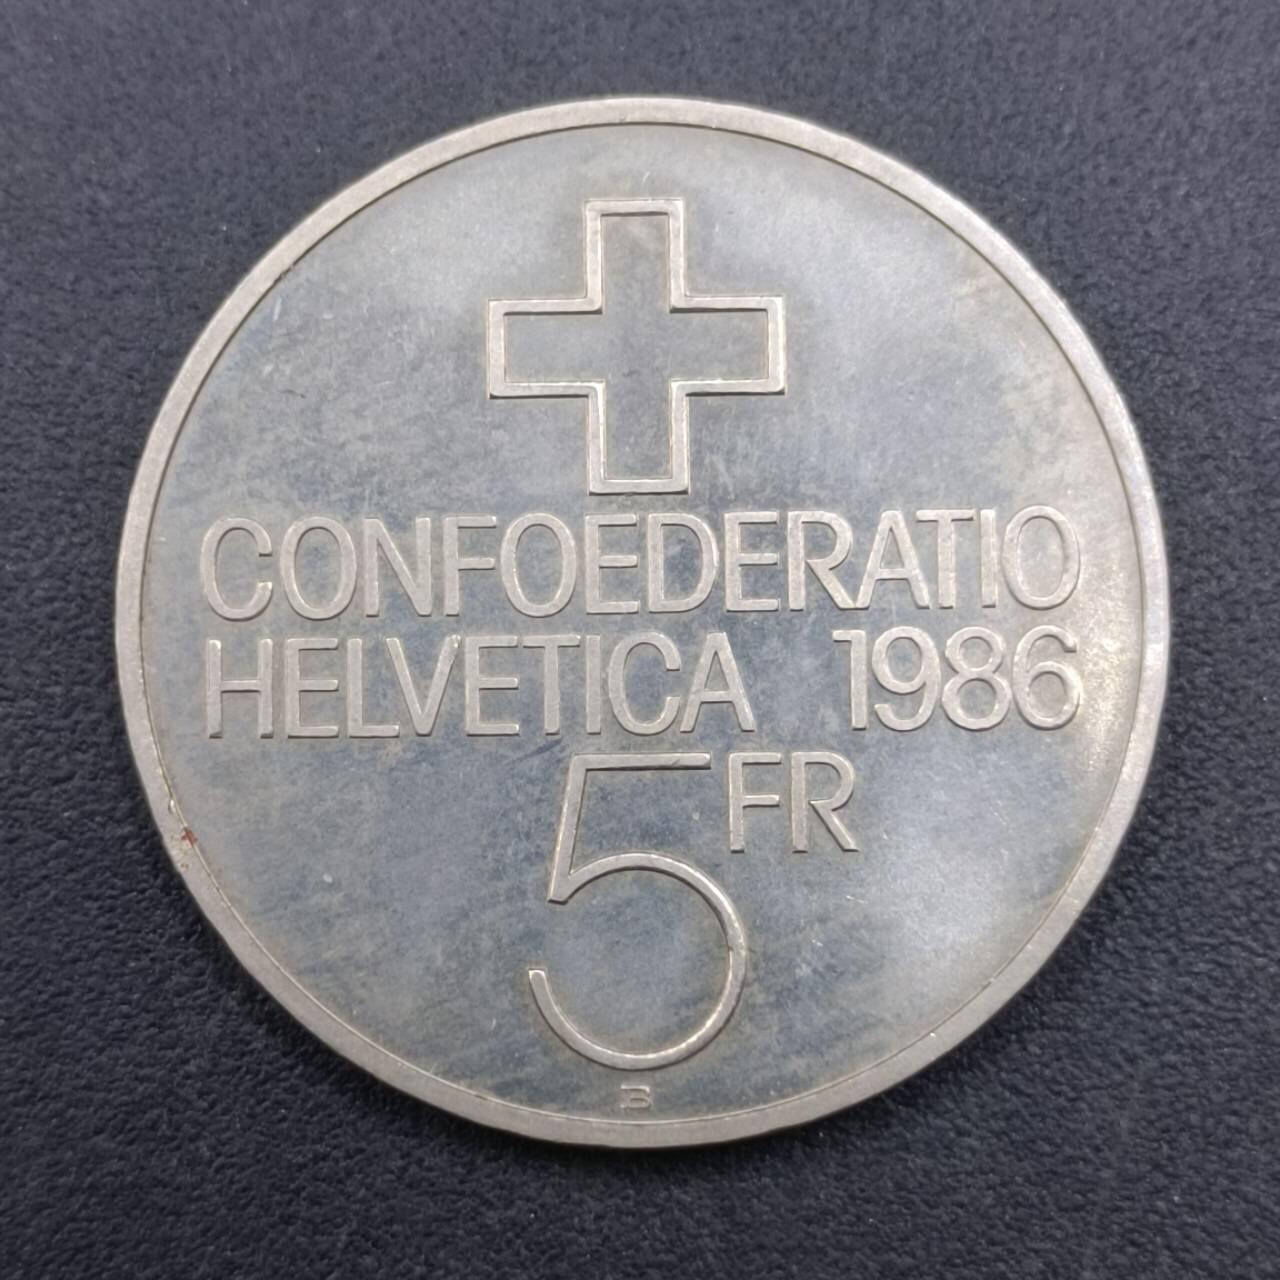 CONFOEDERATIO
HELVETICA 1986
5 FR
B